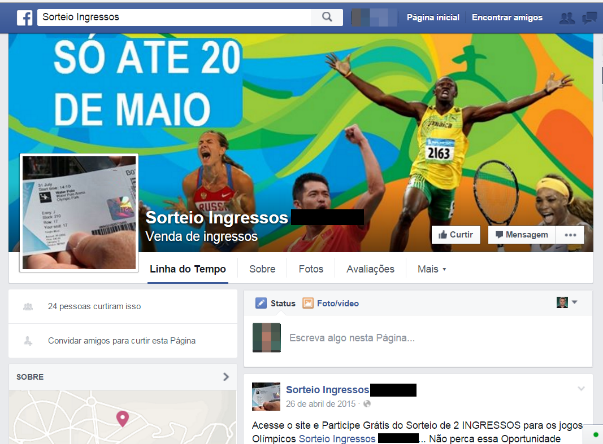 f Sorteio Ingressos
Página inicial
Encontrar amigos
SÓ ATE 20
DE MAIO
RUSSIA
JAMAICA
2163
Sorteio Ingressos
Venda de ingressos
Curtir
Mensagem
Linha do Tempo
Sobre
Fotos
Avaliações
Mais
24 pessoas curtiram isso
Convidar amigos para curtir esta Página
SOBRE
Status
Foto/video
Escreva algo nesta Página...
Sorteio Ingressos
26 de abril de 2015 ·
Acesse o site e Participe Grátis do Sorteio de 2 INGRESSOS para os jogos
Olímpicos Sorteio Ingressos ... Não perca essa Oportunidade